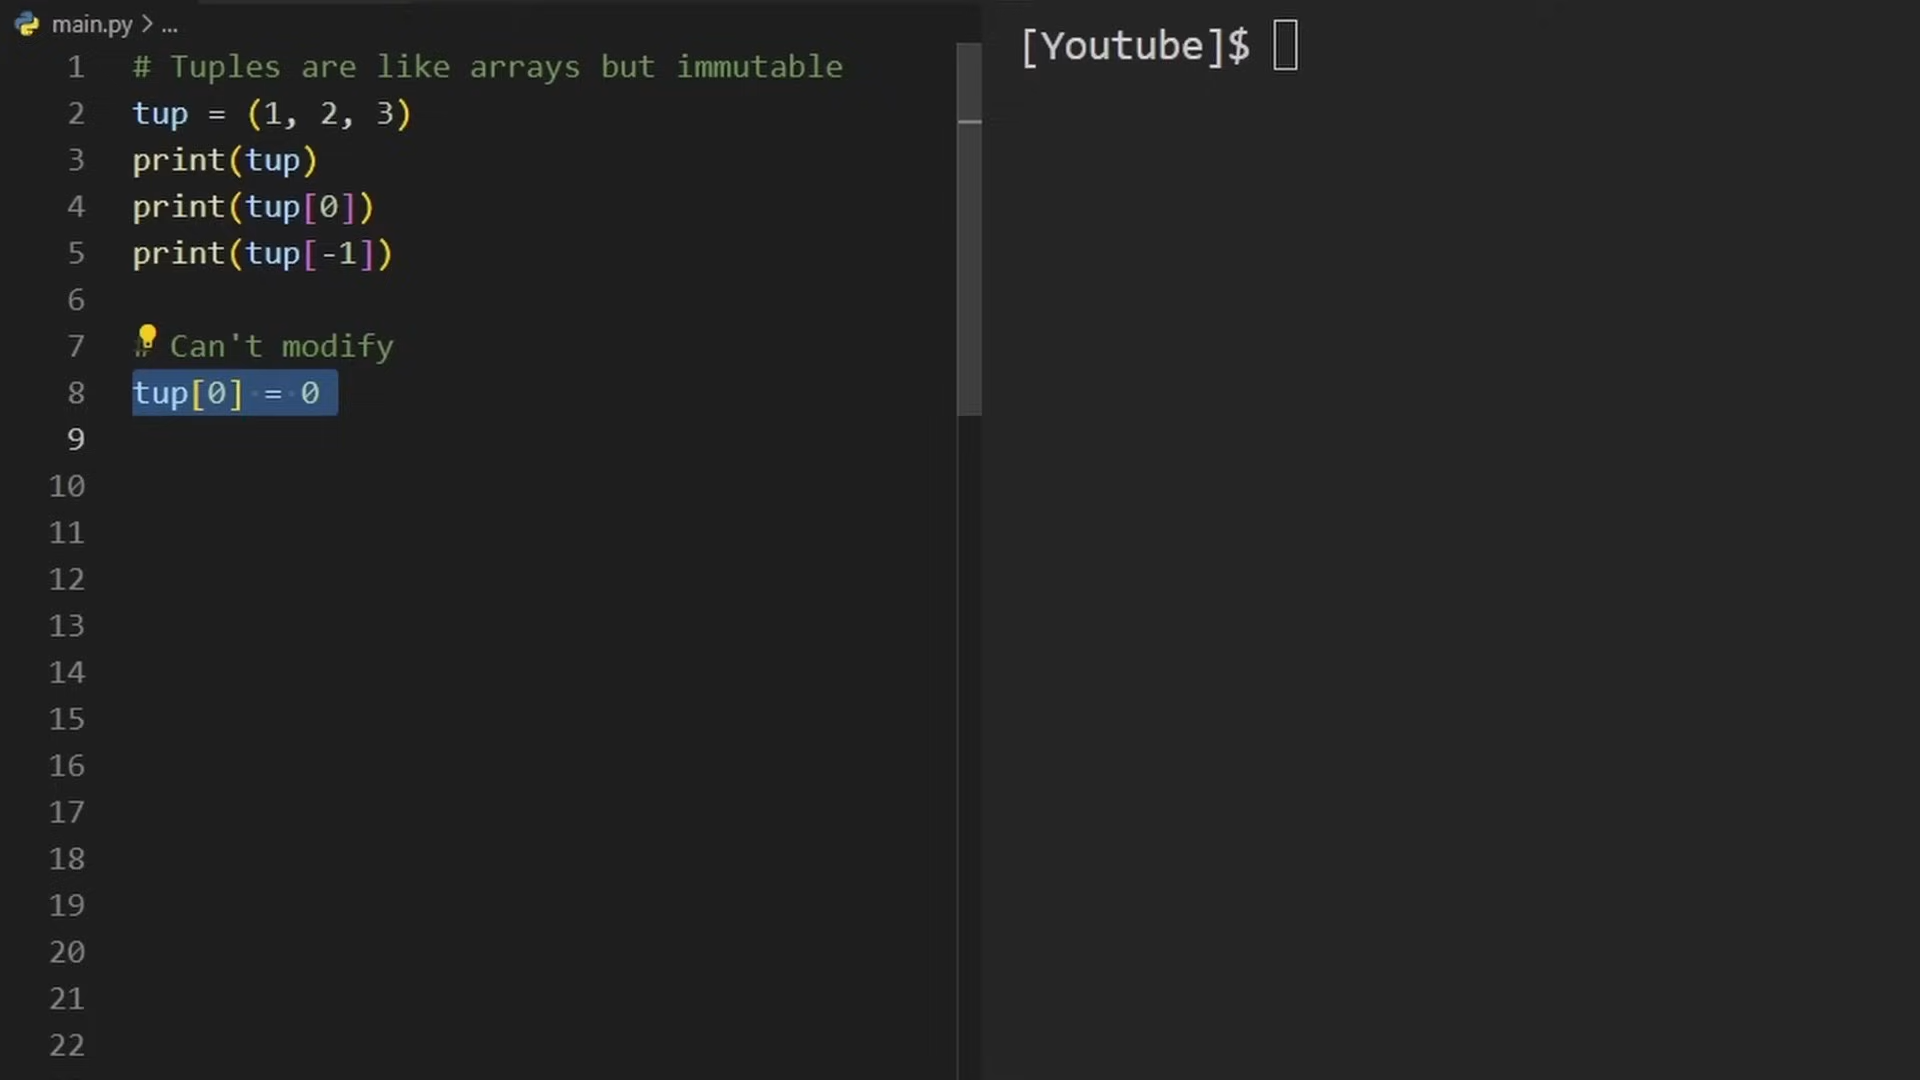 main.py > ...
1 # Tuples are like arrays but immutable
2 tup = (1, 2, 3)
3 print(tup)
4 print(tup[0])
5 print(tup[-1])
6
7 # Can't modify
8 tup[0] = 0
9
10
11
12
13
14
15
16
17
18
19
20
21
22
[Youtube]$